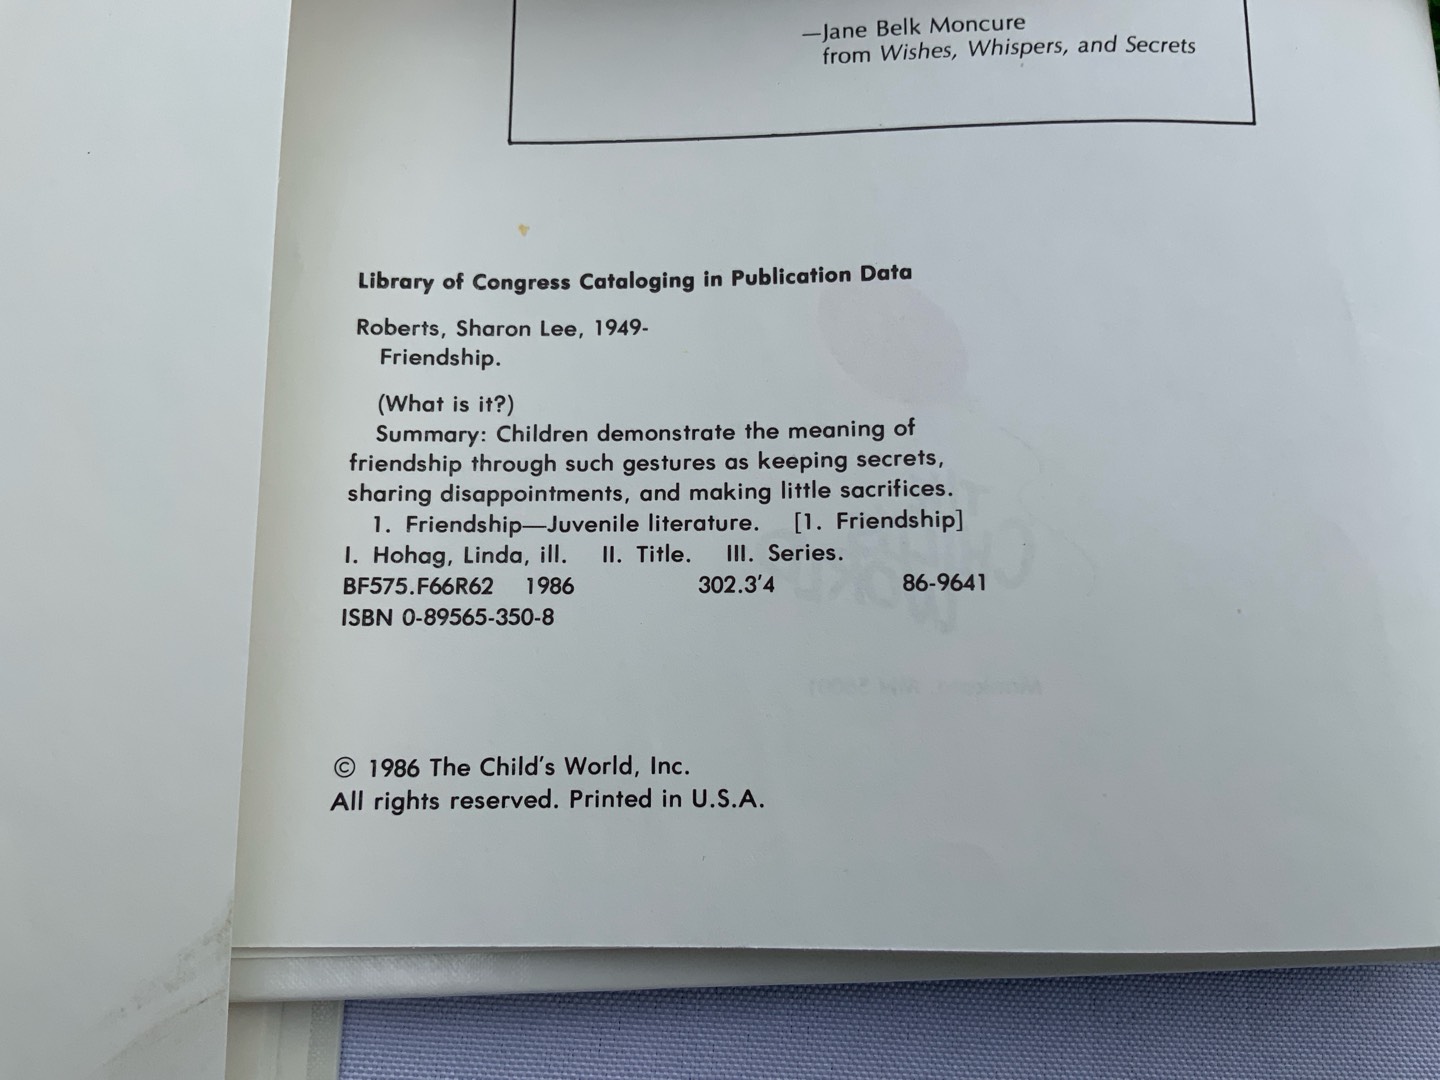 —Jane Belk Moncure
from Wishes, Whispers, and Secrets
Library of Congress Cataloging in Publication Data
Roberts, Sharon Lee, 1949-
Friendship.
(What is it?)
Summary: Children demonstrate the meaning of
friendship through such gestures as keeping secrets,
sharing disappointments, and making little sacrifices.
1. Friendship—Juvenile literature. [1. Friendship]
I. Hohag, Linda, ill. II. Title. III. Series.
BF575.F66R62 1986 302.3′4 86-9641
ISBN 0-89565-350-8
© 1986 The Child's World, Inc.
All rights reserved. Printed in U.S.A.